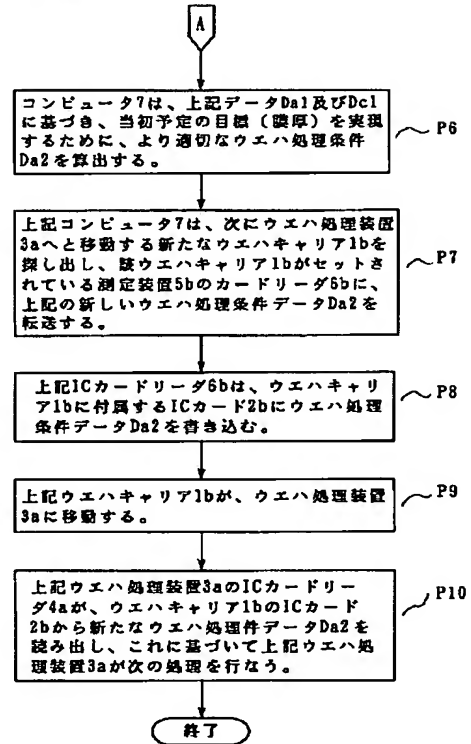 A
コンピュータ7は、上記データDa1及びDc1
に基づき、当初予定の目標（膜厚）を実現
するために、より適切なウエハ処理条件
Da2を算出する。
P6
上記コンピュータ7は、次にウエハ処理装置
3aへと移動する新たなウエハキャリア1bを
探し出し、該ウエハキャリア1bがセットさ
れている測定装置5bのカードリーダ6bに、
上記の新しいウエハ処理条件データDa2を
転送する。
P7
上記ICカードリーダ6bは、ウエハキャリ
ア1bに付属するICカード2bにウエハ処理
条件データDa2を書き込む。
P8
上記ウエハキャリア1bが、ウエハ処理装置
3aに移動する。
P9
上記ウエハ処理装置3aのICカードリー
ダ4aが、ウエハキャリア1bのICカード
2bから新たなウエハ処理件データDa2を
読み出し、これに基づいて上記ウエハ処
理装置3aが次の処理を行なう。
P10
終了